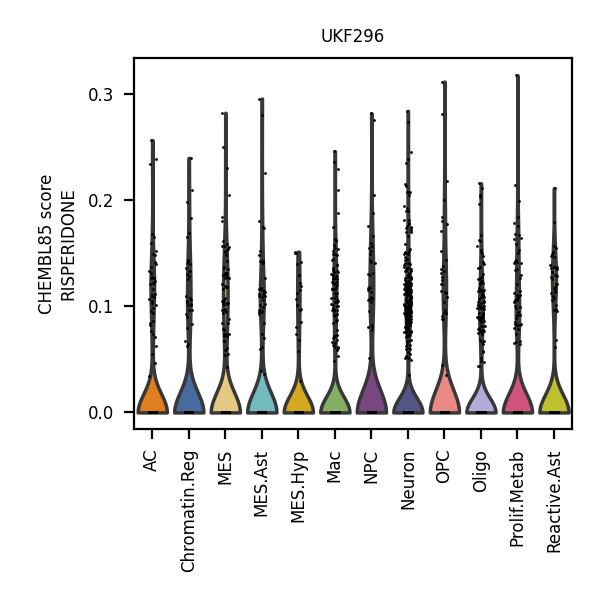 UKF296
CHEMBL85 score
RISPERIDONE
0.3
0.2
0.1
0.0
AC
Chromatin.Reg
MES
MES.Ast
MES.Hyp
Mac
NPC
Neuron
OPC
Oligo
Prolif.Metab
Reactive.Ast